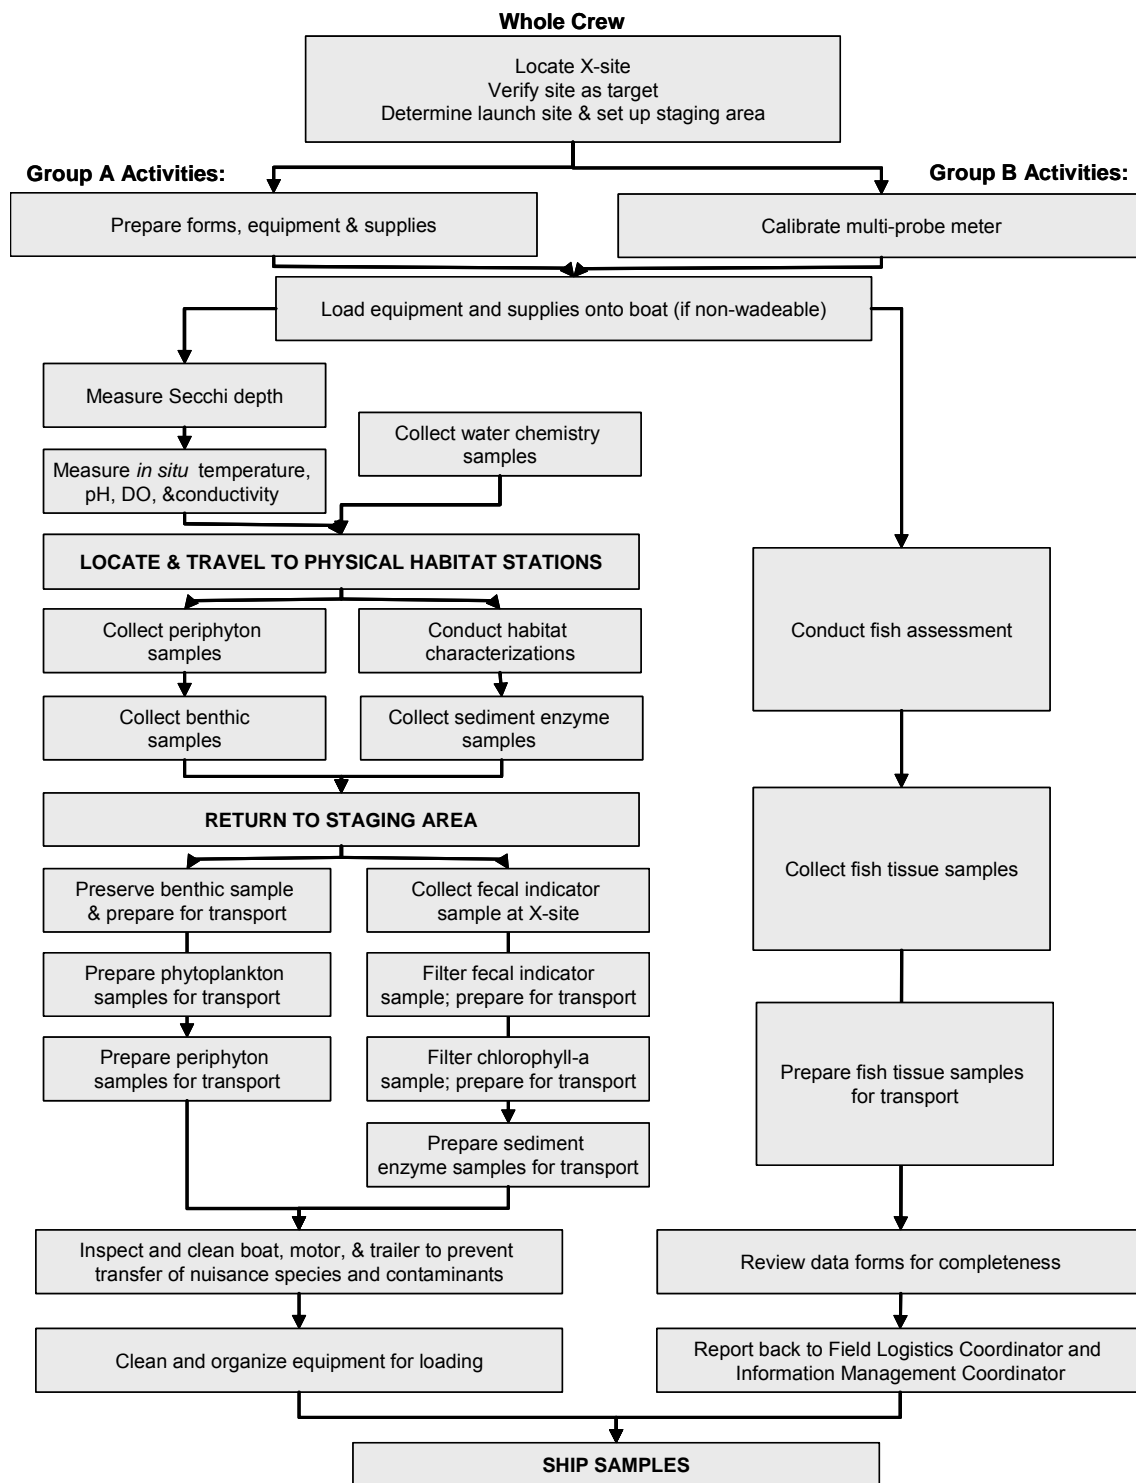 Whole Crew
Locate X-site
Verify site as target
Determine launch site & set up staging area
Group A Activities:
Group B Activities:
Prepare forms, equipment & supplies
Calibrate multi-probe meter
Load equipment and supplies onto boat (if non-wadeable)
Measure Secchi depth
Collect water chemistry
samples
Measure in situ temperature,
pH, DO, &conductivity
LOCATE & TRAVEL TO PHYSICAL HABITAT STATIONS
Collect periphyton
samples
Conduct habitat
characterizations
Conduct fish assessment
Collect benthic
samples
Collect sediment enzyme
samples
RETURN TO STAGING AREA
Preserve benthic sample
& prepare for transport
Collect fecal indicator
sample at X-site
Collect fish tissue samples
Prepare phytoplankton
samples for transport
Filter fecal indicator
sample; prepare for transport
Prepare periphyton
samples for transport
Filter chlorophyll-a
sample; prepare for transport
Prepare fish tissue samples
for transport
Prepare sediment
enzyme samples for transport
Inspect and clean boat, motor, & trailer to prevent
transfer of nuisance species and contaminants
Review data forms for completeness
Clean and organize equipment for loading
Report back to Field Logistics Coordinator and
Information Management Coordinator
SHIP SAMPLES